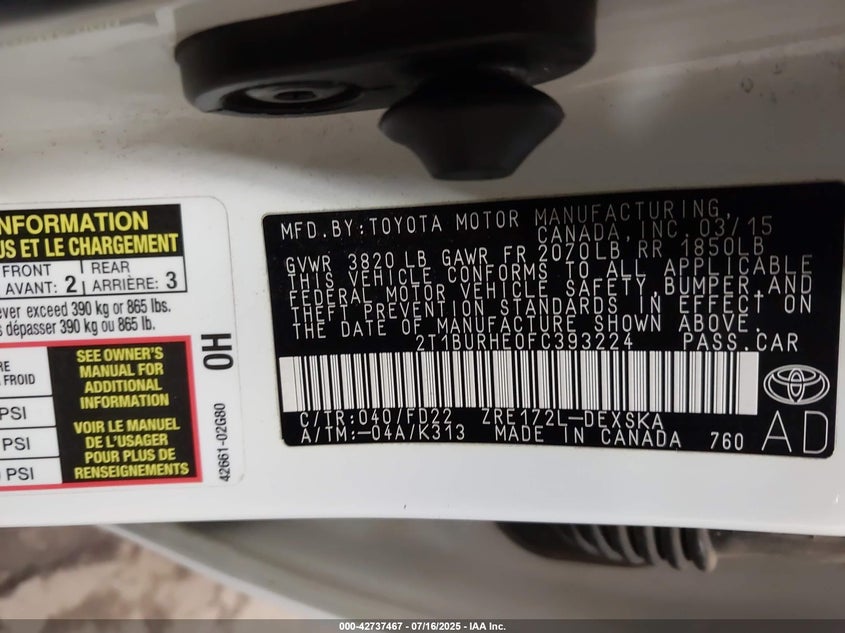 INFORMATION
US ET LE CHARGEMENT
FRONT
AVANT: 2
REAR
ARRIÈRE: 3
ever exceed 390 kg or 865 lbs.
s dépasser 390 kg ou 865 lb.
RE
FROID
PSI
PSI
PSI
SEE OWNER'S
MANUAL FOR
ADDITIONAL
INFORMATION
VOIR LE MANUEL
DE L'USAGER
POUR PLUS DE
RENSEIGNEMENTS
0H
42661-02G80
MFD. BY: TOYOTA MOTOR MANUFACTURING,
CANADA, INC. 03/15
GVWR 3820 LB GAWR FR 2070LB RR 1850LB
THIS VEHICLE CONFORMS TO ALL APPLICABLE
FEDERAL MOTOR VEHICLE SAFETY, BUMPER, AND
THEFT PREVENTION STANDARDS IN EFFECT ON
THE DATE OF MANUFACTURE SHOWN ABOVE.
2T1BURHE0FC393224 PASS. CAR
C/TR: 040/FD22 ZRE172L-DEXSKA
A/TM: -04A/K313 MADE IN CANADA 760
AD
000-42737467 - 07/16/2025 - IAA Inc.